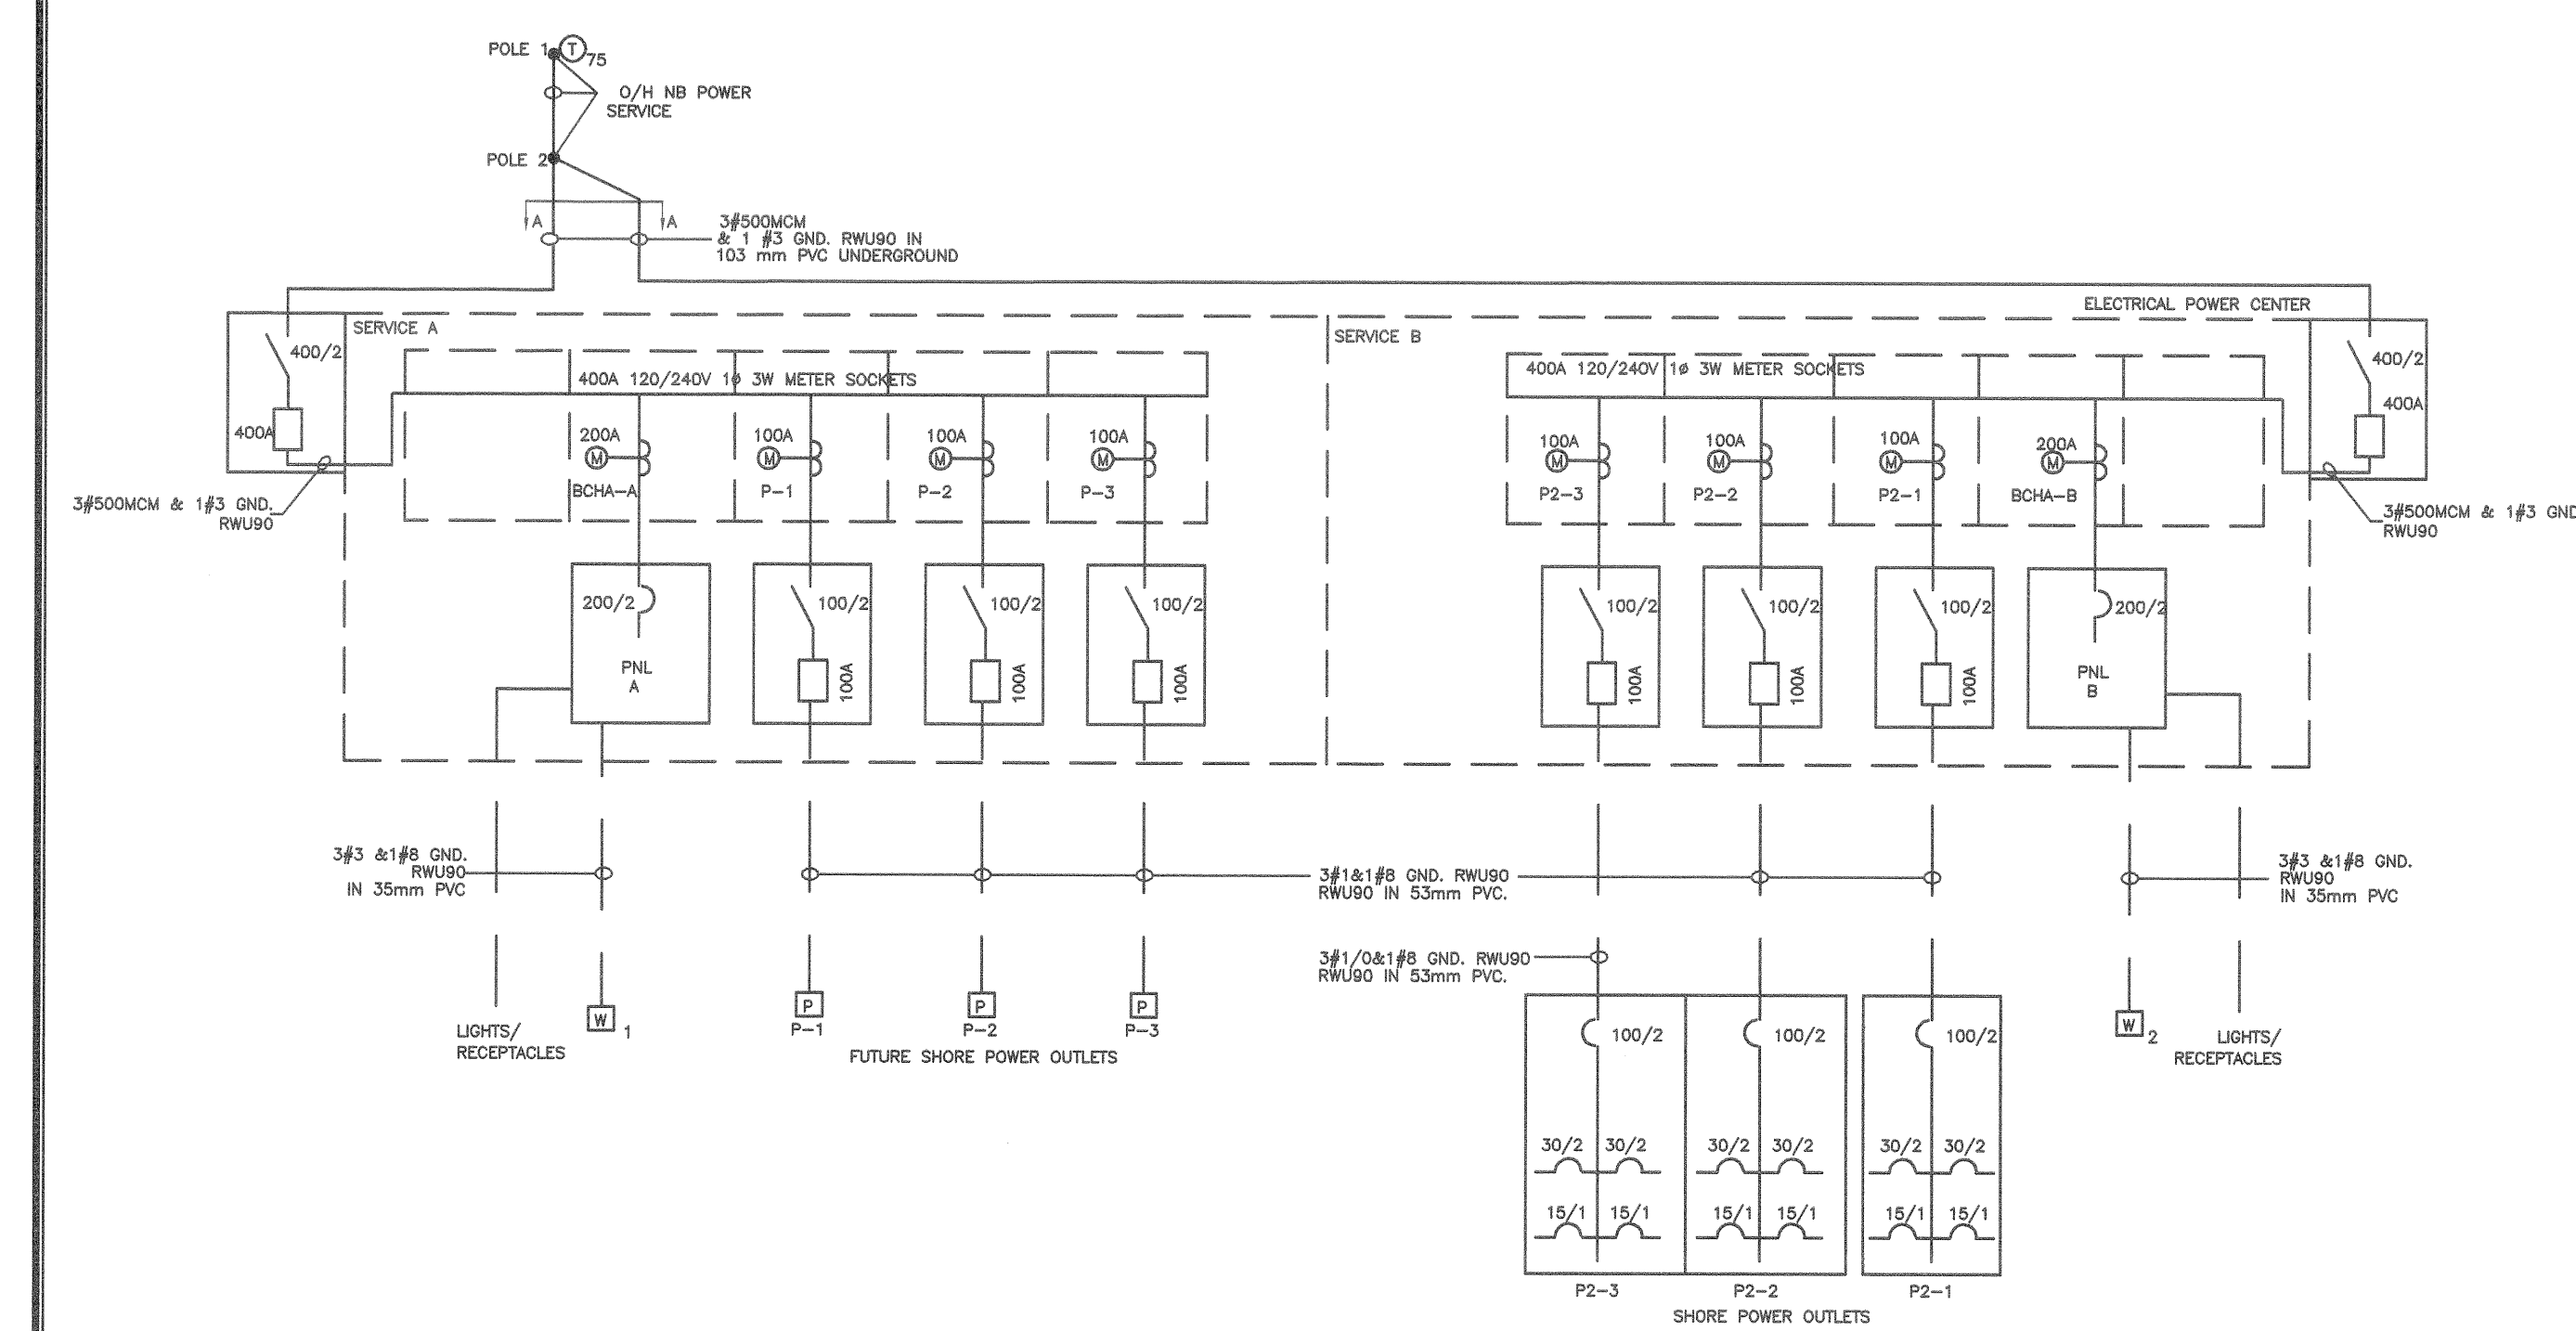 POLE 1
T
75
O/H NB POWER
SERVICE
POLE 2
A
A
3#500MCM
& 1 #3 GND. RWU90 IN
103 mm PVC UNDERGROUND
ELECTRICAL POWER CENTER
SERVICE A
SERVICE B
400/2
400A
3#500MCM & 1#3 GND.
RWU90
400A 120/240V 1ø 3W METER SOCKETS
200A
M
BCHA-A
100A
M
P-1
100A
M
P-2
100A
M
P-3
400A 120/240V 1ø 3W METER SOCKETS
100A
M
P2-3
100A
M
P2-2
100A
M
P2-1
200A
M
BCHA-B
400/2
400A
3#500MCM & 1#3 GND
RWU90
200/2
PNL
A
100/2
100A
100/2
100A
100/2
100A
100/2
100A
100/2
100A
100/2
100A
200/2
PNL
B
3#3 &1#8 GND.
RWU90
IN 35mm PVC
3#1&1#8 GND. RWU90
RWU90 IN 53mm PVC.
3#3 &1#8 GND.
RWU90
IN 35mm PVC
3#1/0&1#8 GND. RWU90
RWU90 IN 53mm PVC.
LIGHTS/
RECEPTACLES
W
1
P
P-1
P
P-2
P
P-3
FUTURE SHORE POWER OUTLETS
W
2
LIGHTS/
RECEPTACLES
100/2
100/2
100/2
30/2 30/2
30/2 30/2
30/2 30/2
15/1 15/1
15/1 15/1
15/1 15/1
P2-3
P2-2
P2-1
SHORE POWER OUTLETS